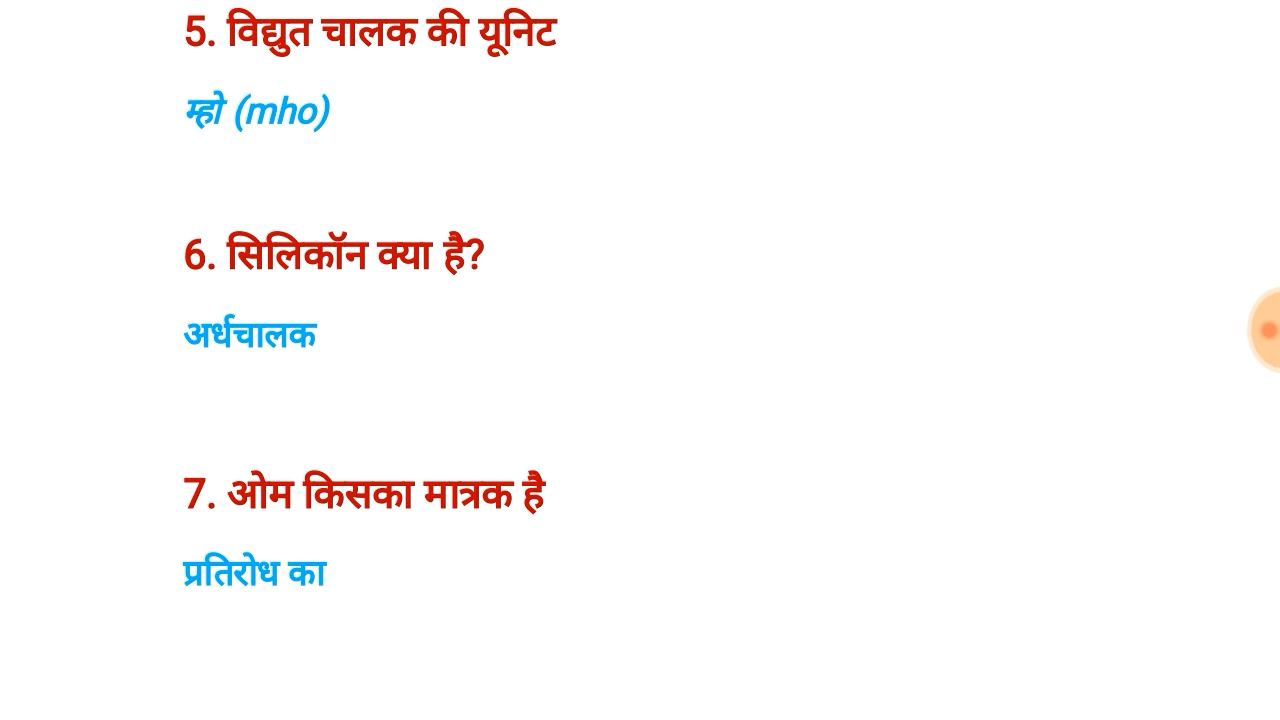 5. विद्युत चालक की यूनिट
म्हो (mho)
6. सिलिकॉन क्या है?
अर्धचालक
7. ओम किसका मात्रक है
प्रतिरोध का